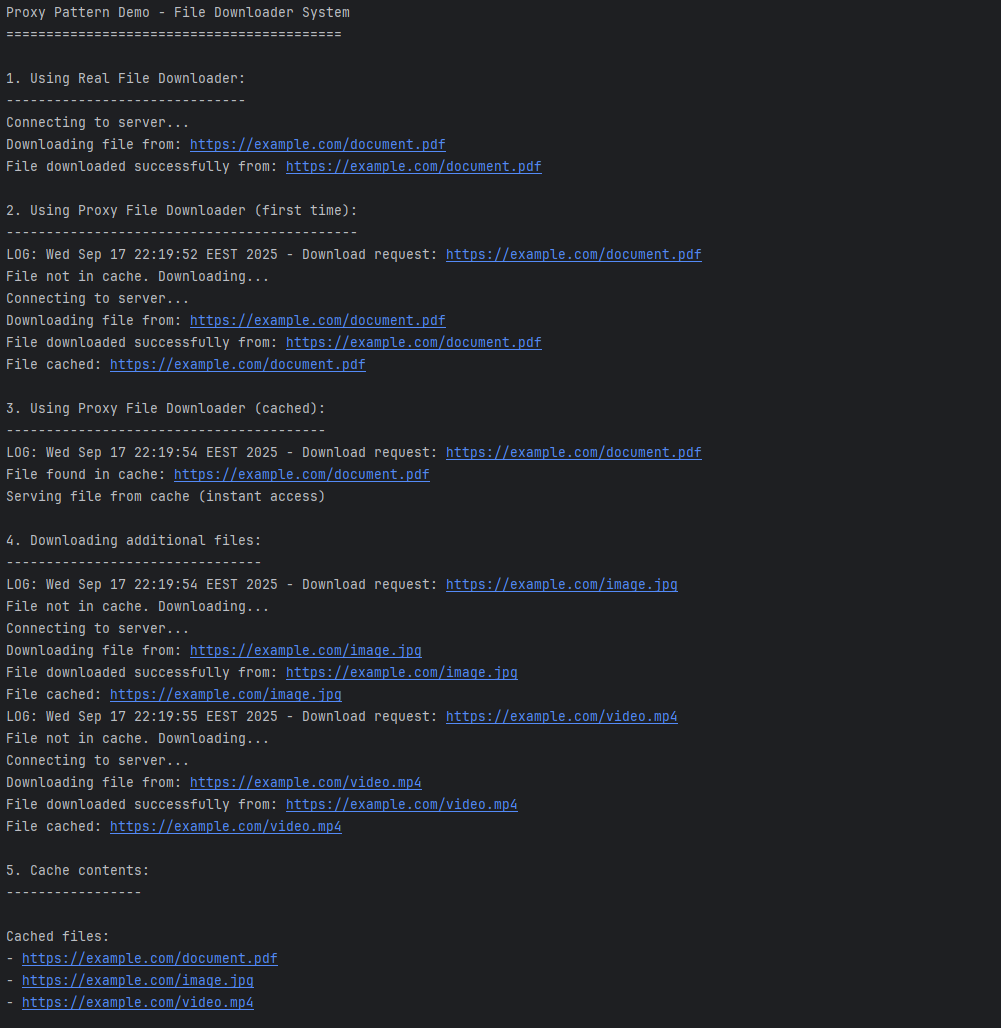 Proxy Pattern Demo - File Downloader System
==========================================
1. Using Real File Downloader:
------------------------------
Connecting to server...
Downloading file from: https://example.com/document.pdf
File downloaded successfully from: https://example.com/document.pdf
2. Using Proxy File Downloader (first time):
--------------------------------------------
LOG: Wed Sep 17 22:19:52 EEST 2025 - Download request: https://example.com/document.pdf
File not in cache. Downloading...
Connecting to server...
Downloading file from: https://example.com/document.pdf
File downloaded successfully from: https://example.com/document.pdf
File cached: https://example.com/document.pdf
3. Using Proxy File Downloader (cached):
----------------------------------------
LOG: Wed Sep 17 22:19:54 EEST 2025 - Download request: https://example.com/document.pdf
File found in cache: https://example.com/document.pdf
Serving file from cache (instant access)
4. Downloading additional files:
--------------------------------
LOG: Wed Sep 17 22:19:54 EEST 2025 - Download request: https://example.com/image.jpg
File not in cache. Downloading...
Connecting to server...
Downloading file from: https://example.com/image.jpg
File downloaded successfully from: https://example.com/image.jpg
File cached: https://example.com/image.jpg
LOG: Wed Sep 17 22:19:55 EEST 2025 - Download request: https://example.com/video.mp4
File not in cache. Downloading...
Connecting to server...
Downloading file from: https://example.com/video.mp4
File downloaded successfully from: https://example.com/video.mp4
File cached: https://example.com/video.mp4
5. Cache contents:
-----------------
Cached files:
- https://example.com/document.pdf
- https://example.com/image.jpg
- https://example.com/video.mp4